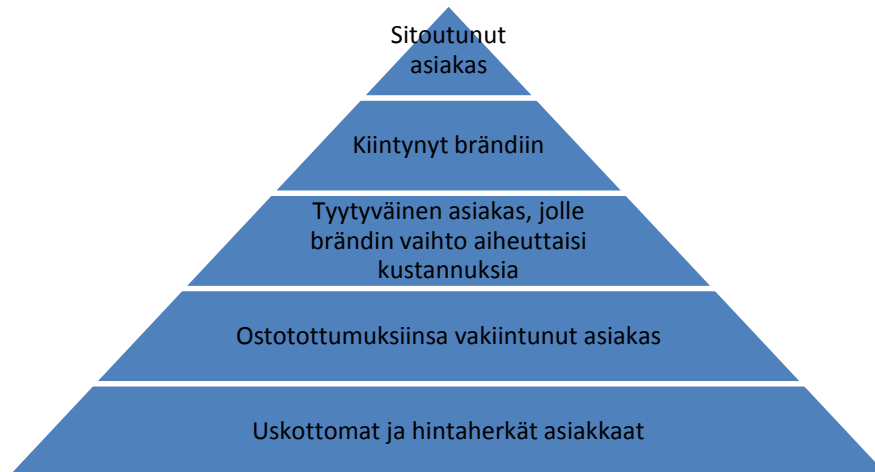 Sitoutunut
asiakas
Kiintynyt brändiin
Tyytyväinen asiakas, jolle
brändin vaihto aiheuttaisi
kustannuksia
Ostotottumuksiinsa vakiintunut asiakas
Uskottomat ja hintaherkät asiakkaat